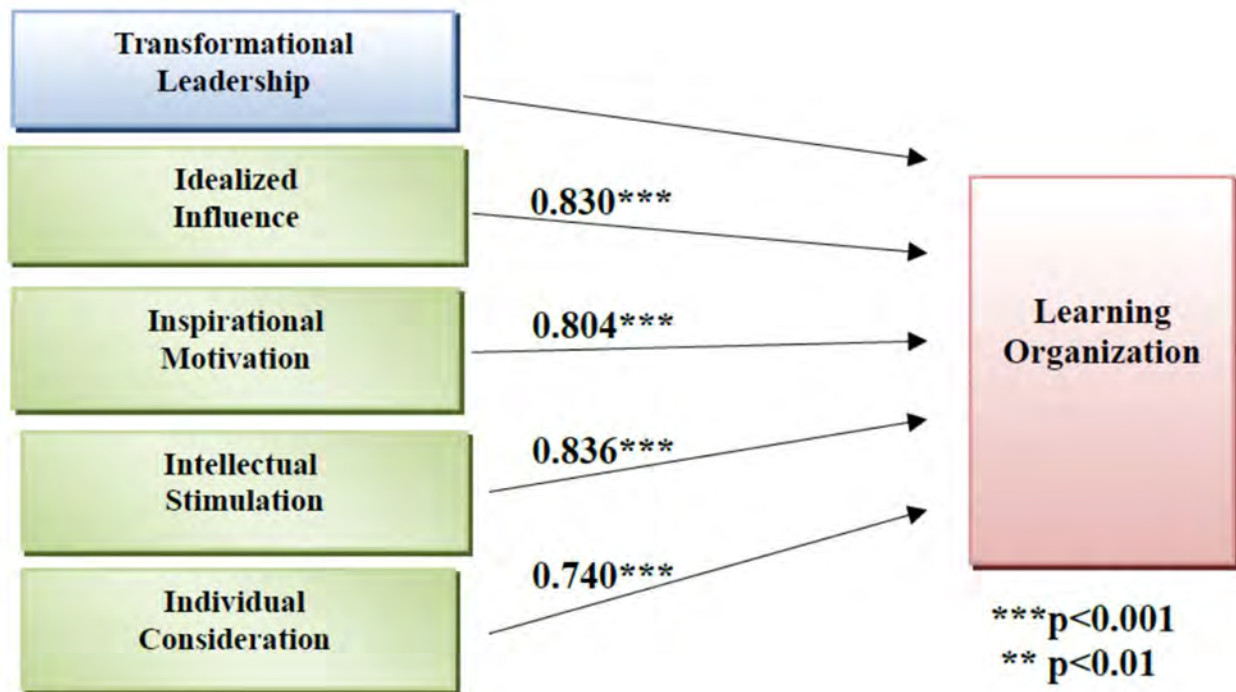 Transformational
Leadership
Idealized
Influence
0.830***
Inspirational
Motivation
0.804***
Learning
Organization
Intellectual
Stimulation
0.836***
Individual
Consideration
0.740***
***p<0.001
** p<0.01